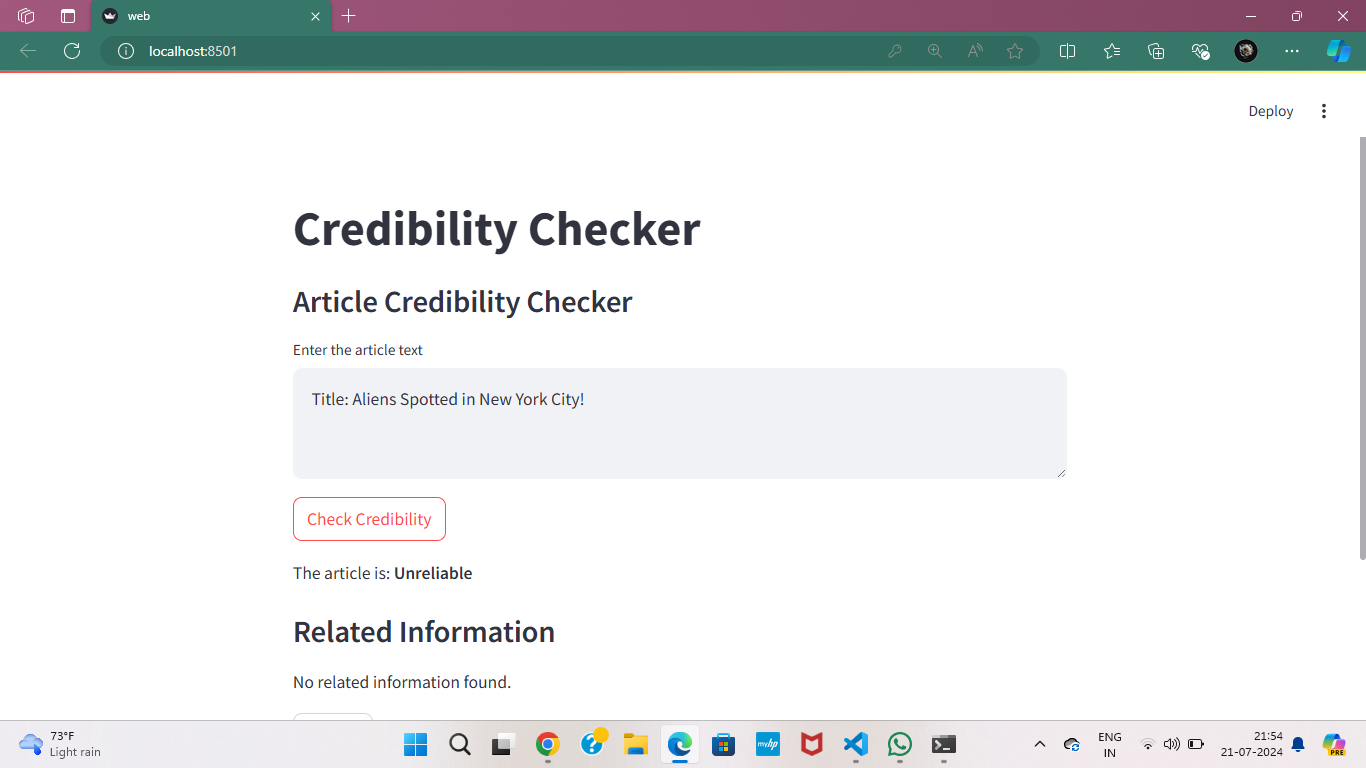 web
localhost:8501
Deploy
Credibility Checker
Article Credibility Checker
Enter the article text
Title: Aliens Spotted in New York City!
Check Credibility
The article is: Unreliable
Related Information
No related information found.
73°F
Light rain
myhp
ENG
IN
21:54
21-07-2024
PRE